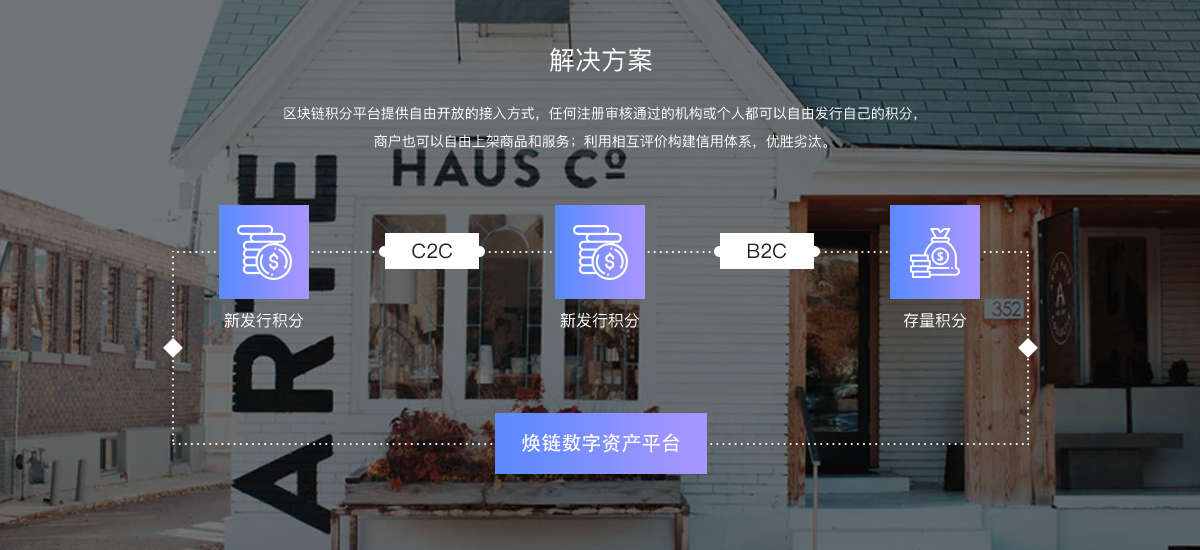 解决方案
区块链积分平台提供自由开放的接入方式，任何注册审核通过的机构或个人都可以自由发行自己的积分，
商户也可以自由上架商品和服务；利用相互评价构建信用体系，优胜劣汰。
HAUS Cº
ARTE
C2C
B2C
新发行积分
新发行积分
存量积分
352
A
焕链数字资产平台